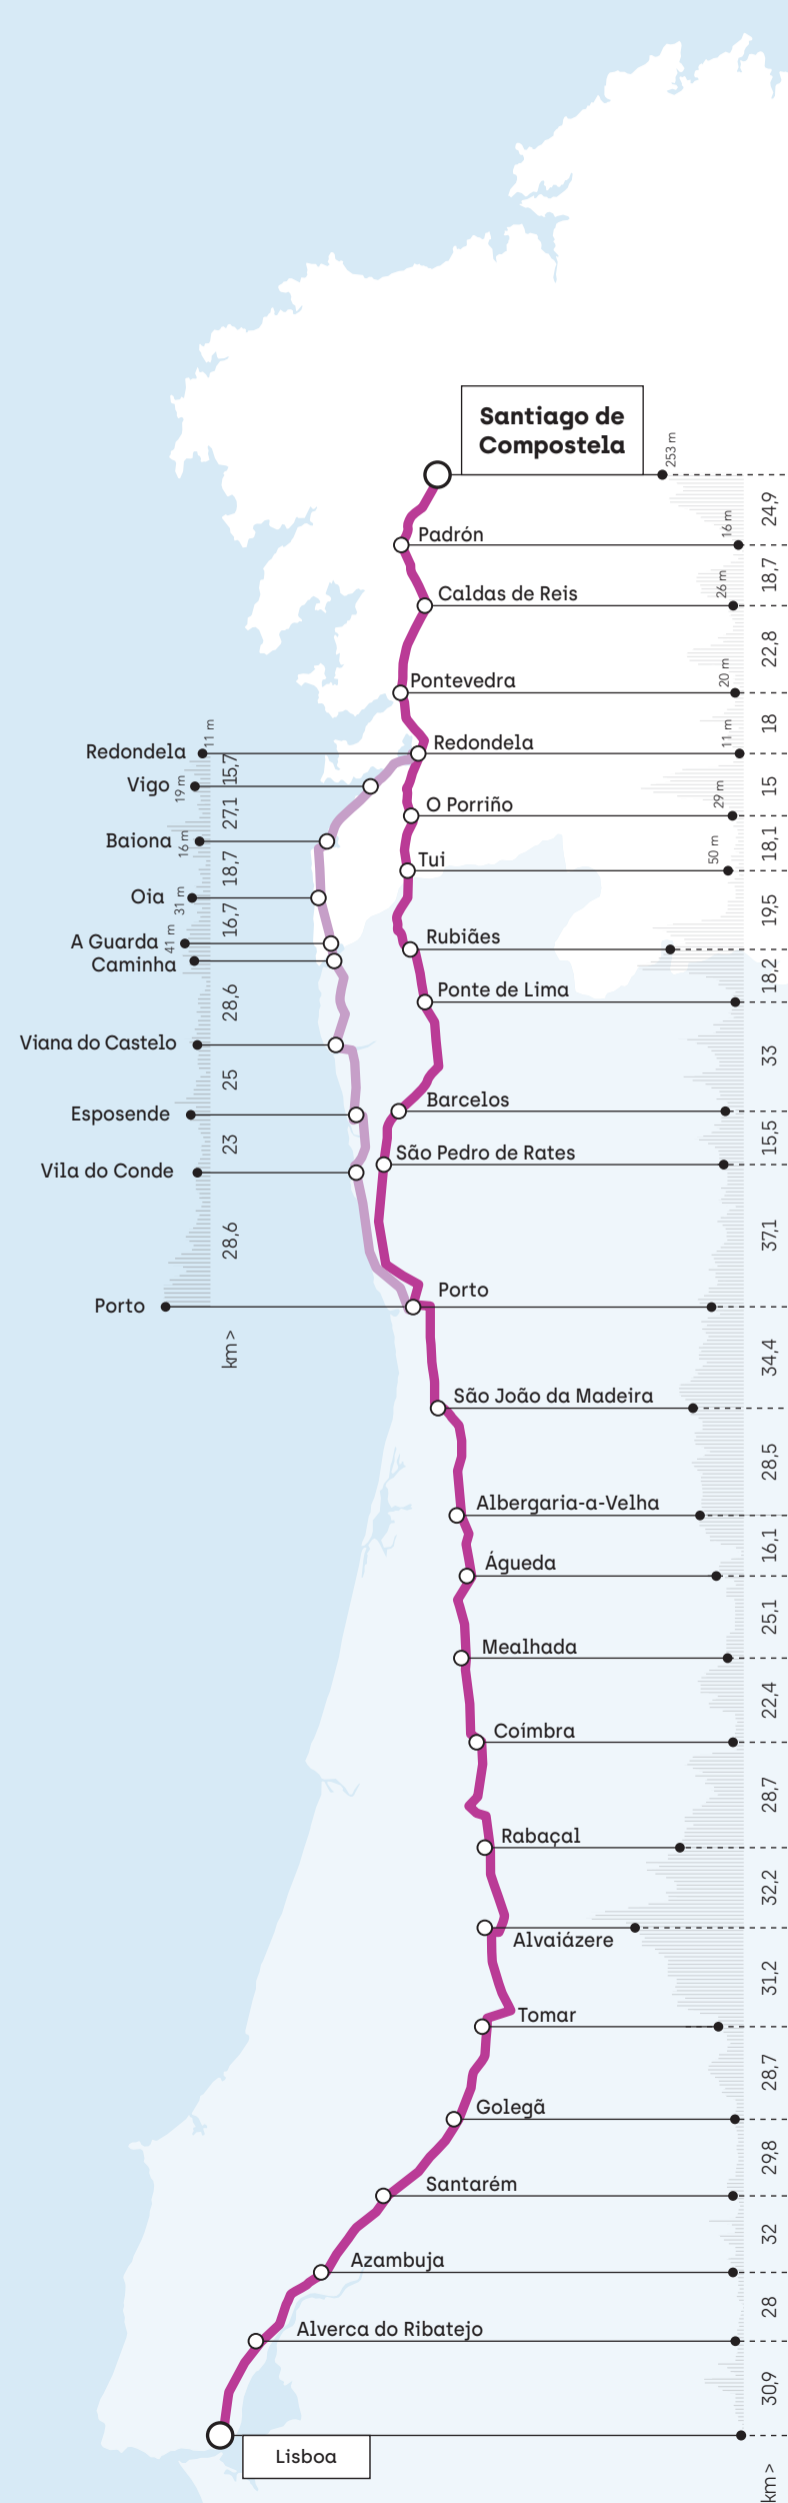 Santiago de
Compostela
253 m
24,9
Padrón
16 m
18,7
Caldas de Reis
26 m
22,8
Pontevedra
20 m
18
Redondela
11 m
15,7
Redondela
11 m
15
Vigo
19 m
27,1
O Porriño
29 m
18,1
Baiona
16 m
18,7
Tui
50 m
19,5
Oia
31 m
16,7
A Guarda
41 m
Rubiães
18,2
Caminha
28,6
Ponte de Lima
33
Viana do Castelo
25
Barcelos
15,5
Esposende
23
São Pedro de Rates
37,1
Vila do Conde
28,6
Porto
km >
Porto
34,4
São João da Madeira
28,5
Albergaria-a-Velha
16,1
Águeda
25,1
Mealhada
22,4
Coímbra
28,7
Rabaçal
32,2
Alvaiázere
31,2
Tomar
28,7
Golegã
29,8
Santarém
32
Azambuja
28
Alverca do Ribatejo
30,9
Lisboa
km >